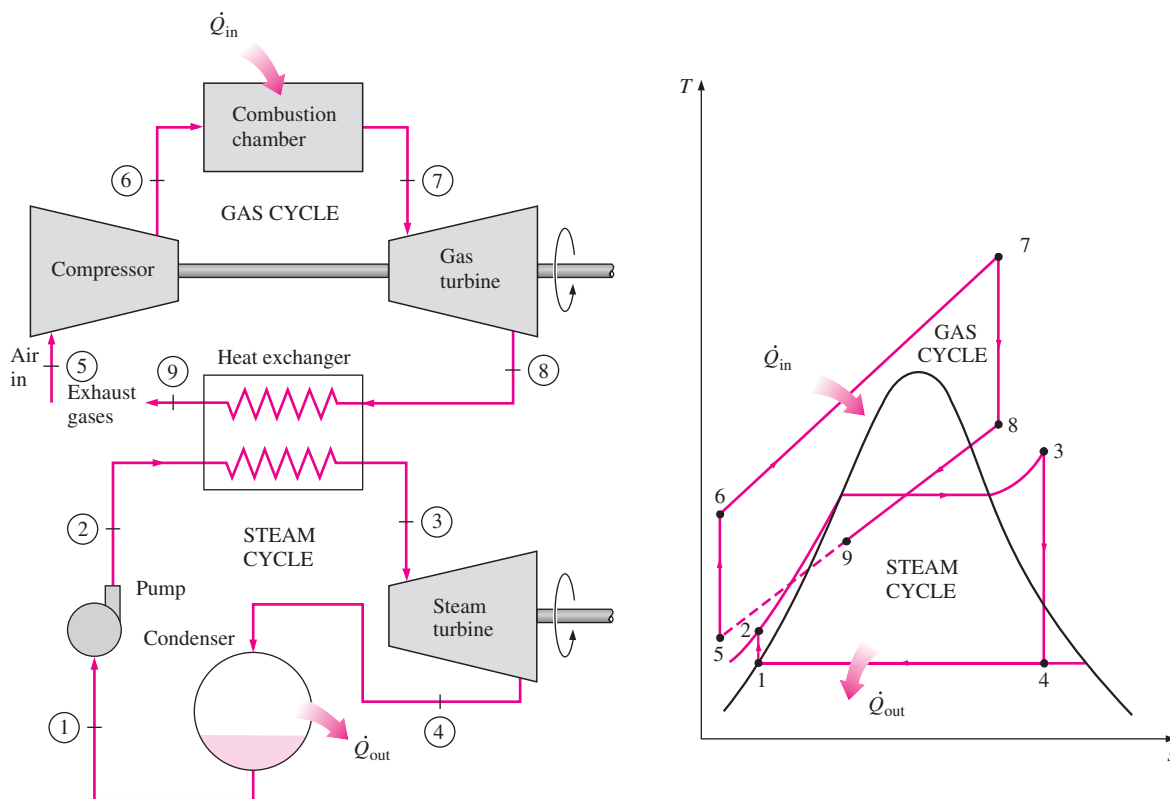 Q̇in
Combustion
chamber
6
7
GAS CYCLE
Compressor
Gas
turbine
Air
in
5
9
Heat exchanger
8
Exhaust
gases
2
3
STEAM
CYCLE
Pump
Condenser
Steam
turbine
1
4
Q̇out
T
7
GAS
CYCLE
Q̇in
8
3
6
9
STEAM
CYCLE
2
5
1
4
Q̇out
s